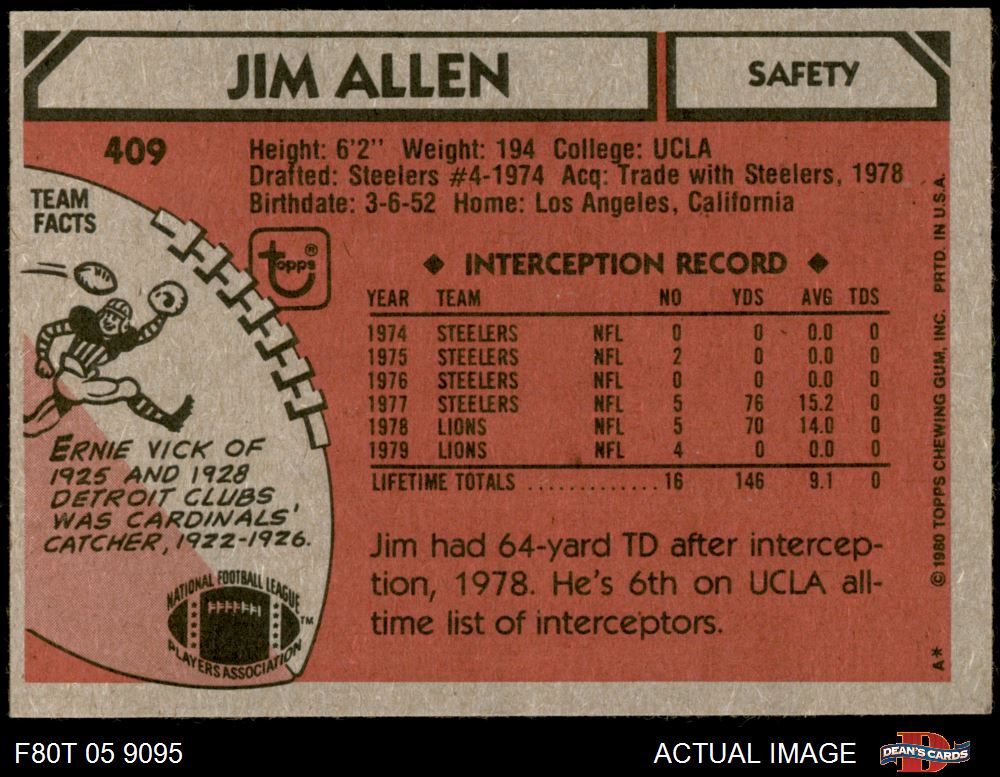 JIM ALLEN
SAFETY
409
Height: 6'2" Weight: 194 College: UCLA
Drafted: Steelers #4-1974 Acq: Trade with Steelers, 1978
Birthdate: 3-6-52 Home: Los Angeles, California
TEAM
FACTS
ERNIE VICK OF
1925 AND 1928
DETROIT CLUBS
WAS CARDINALS'
CATCHER, 1922-1926.
NATIONAL FOOTBALL LEAGUE
PLAYERS ASSOCIATION
TM
topps ®
◆ INTERCEPTION RECORD ◆
YEAR TEAM NO YDS AVG TDS
1974 STEELERS NFL 0 0 0.0 0
1975 STEELERS NFL 2 0 0.0 0
1976 STEELERS NFL 0 0 0.0 0
1977 STEELERS NFL 5 76 15.2 0
1978 LIONS NFL 5 70 14.0 0
1979 LIONS NFL 4 0 0.0 0
LIFETIME TOTALS ............. 16 146 9.1 0
Jim had 64-yard TD after intercep-
tion, 1978. He's 6th on UCLA all-
time list of interceptors.
A* © 1980 TOPPS CHEWING GUM, INC. PRTD. IN U.S.A.
F80T 05 9095
ACTUAL IMAGE
D
DEAN'S CARDS